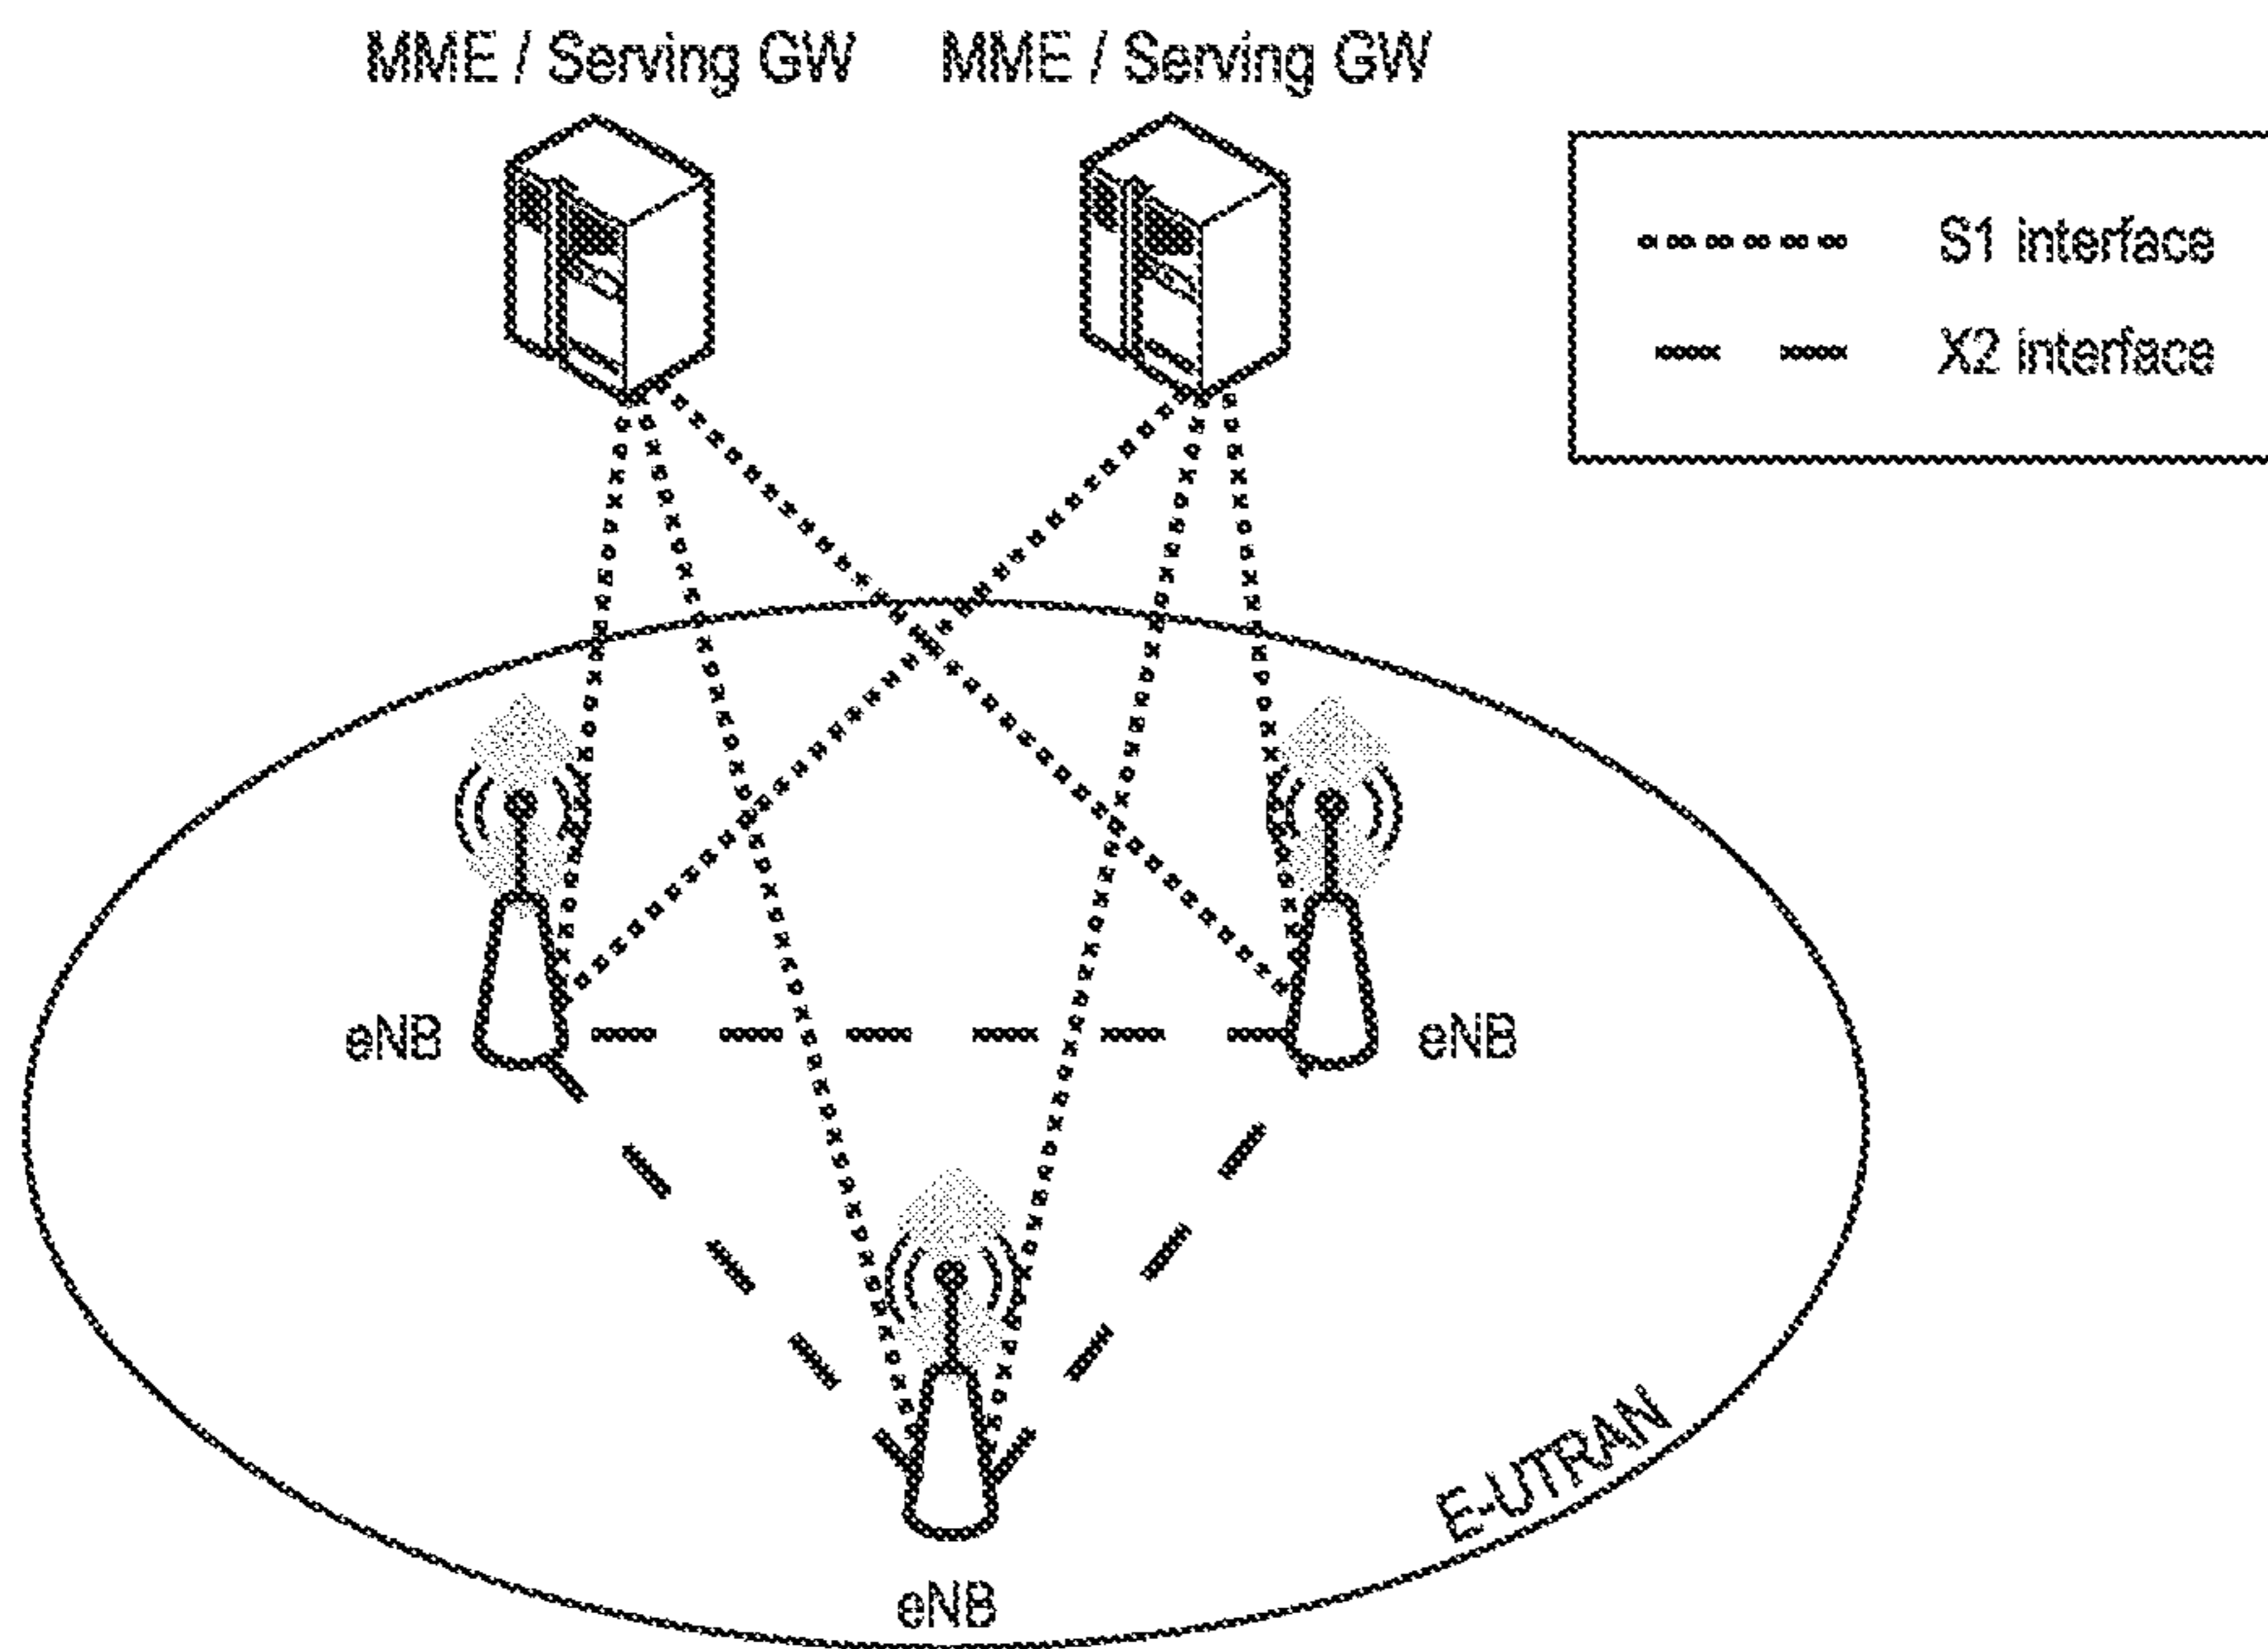 MME / Serving GW
MME / Serving GW
S1 interface
X2 interface
eNB
eNB
E-UTRAN
eNB